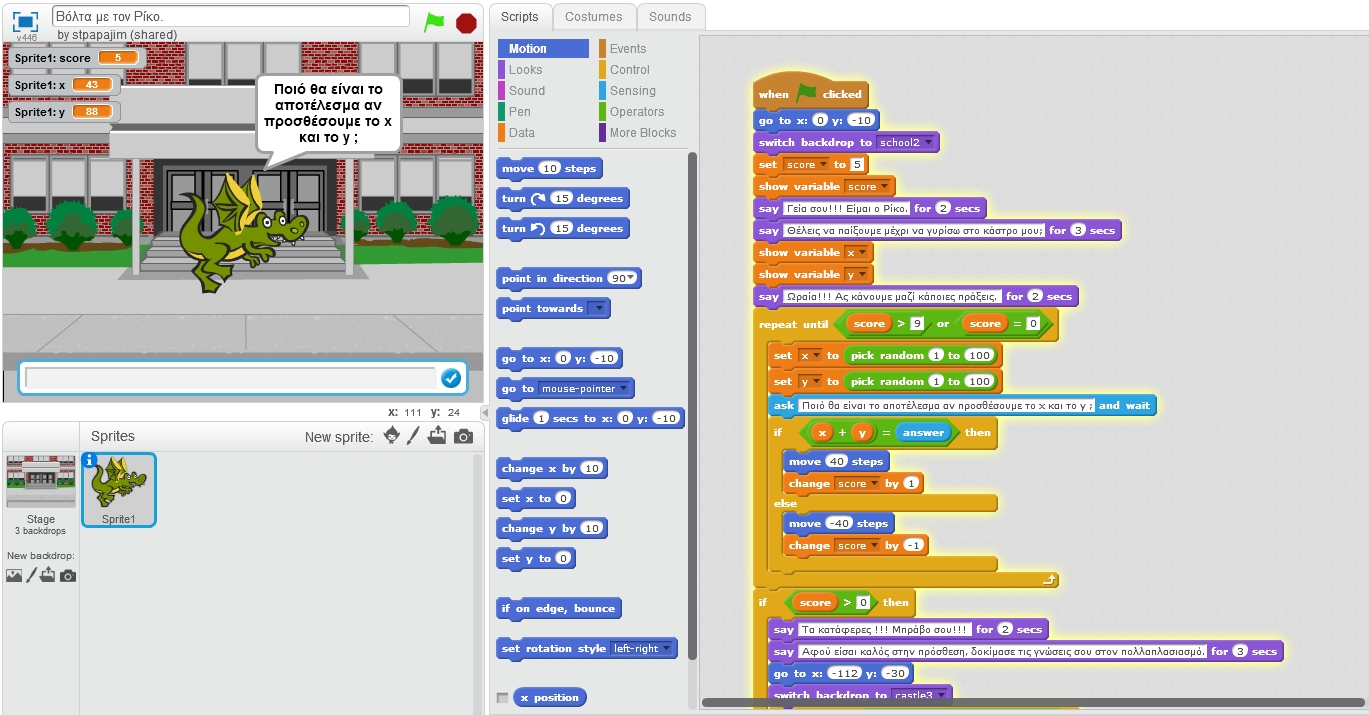 Βόλτα με τον Ρίκο.
by stpapajim (shared)
v446
Sprite1: score 5
Sprite1: x 43
Sprite1: y 88
Ποιό θα είναι το
αποτέλεσμα αν
προσθέσουμε το x
και το y ;
x: 111 y: 24
Sprites
New sprite:
Stage
3 backdrops
New backdrop:
Sprite1
Scripts
Costumes
Sounds
Motion
Looks
Sound
Pen
Data
Events
Control
Sensing
Operators
More Blocks
move 10 steps
turn 15 degrees
turn 15 degrees
point in direction 90
point towards
go to x: 0 y: -10
go to mouse-pointer
glide 1 secs to x: 0 y: -10
change x by 10
set x to 0
change y by 10
set y to 0
if on edge, bounce
set rotation style left-right
x position
when clicked
go to x: 0 y: -10
switch backdrop to school2
set score to 5
show variable score
say Γεία σου!!! Είμαι ο Ρίκο. for 2 secs
say Θέλεις να παίξουμε μέχρι να γυρίσω στο κάστρο μου; for 3 secs
show variable x
show variable y
say Ωραία!!! Ας κάνουμε μαζί κάποιες πράξεις. for 2 secs
repeat until score > 9 or score = 0
set x to pick random 1 to 100
set y to pick random 1 to 100
ask Ποιό θα είναι το αποτέλεσμα αν προσθέσουμε το x και το y ; and wait
if x + y = answer then
move 40 steps
change score by 1
else
move -40 steps
change score by -1
if score > 0 then
say Τα κατάφερες !!! Μπράβο σου!!! for 2 secs
say Αφού είσαι καλός στην πρόσθεση, δοκίμασε τις γνώσεις σου στον πολλαπλασιασμό. for 3 secs
go to x: -112 y: -30
switch backdrop to castle3